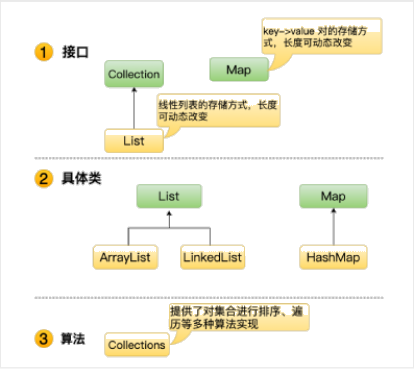 1 接口
Collection
Map
key->value 对的存储方
式，长度可动态改变
线性列表的存储方式，长度
可动态改变
List
2 具体类
List
Map
ArrayList
LinkedList
HashMap
3 算法
Collections
提供了对集合进行排序、遍
历等多种算法实现